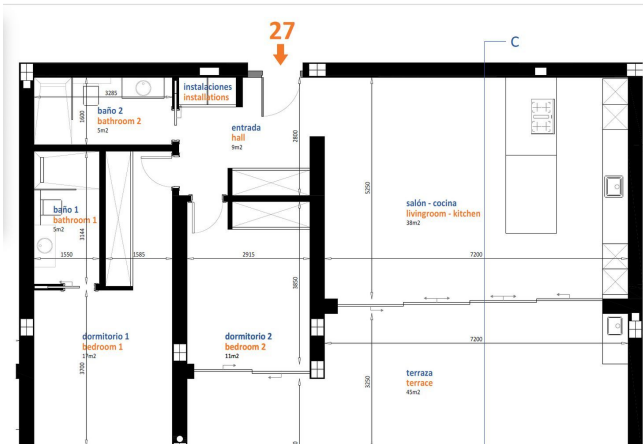 27
C
instalaciones
installations
3285
baño 2
bathroom 2
5m2
1600
entrada
hall
9m2
2800
5250
salón - cocina
livingroom - kitchen
38m2
baño 1
bathroom 1
5m2
3144
1550
1585
2915
7200
3850
dormitorio 1
bedroom 1
dormitorio 2
bedroom 2
11m2
7200
3700
3250
terraza
terrace
45m2